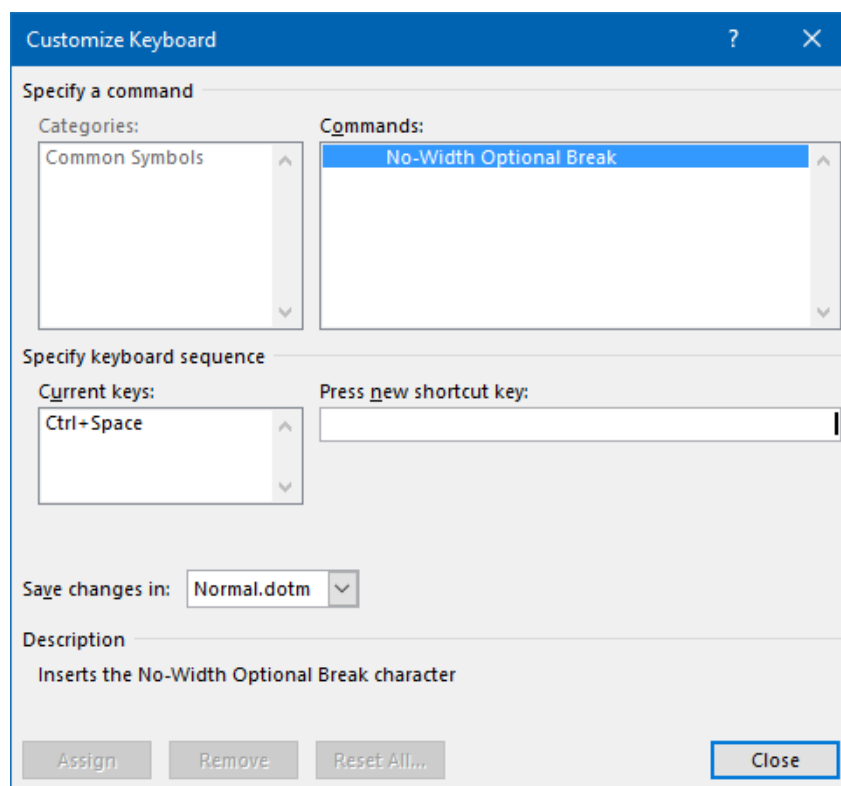 Customize Keyboard ? ×
Specify a command
Categories: Commands:
Common Symbols No-Width Optional Break
Specify keyboard sequence
Current keys: Press new shortcut key:
Ctrl+Space
Save changes in: Normal.dotm
Description
Inserts the No-Width Optional Break character
Assign Remove Reset All... Close